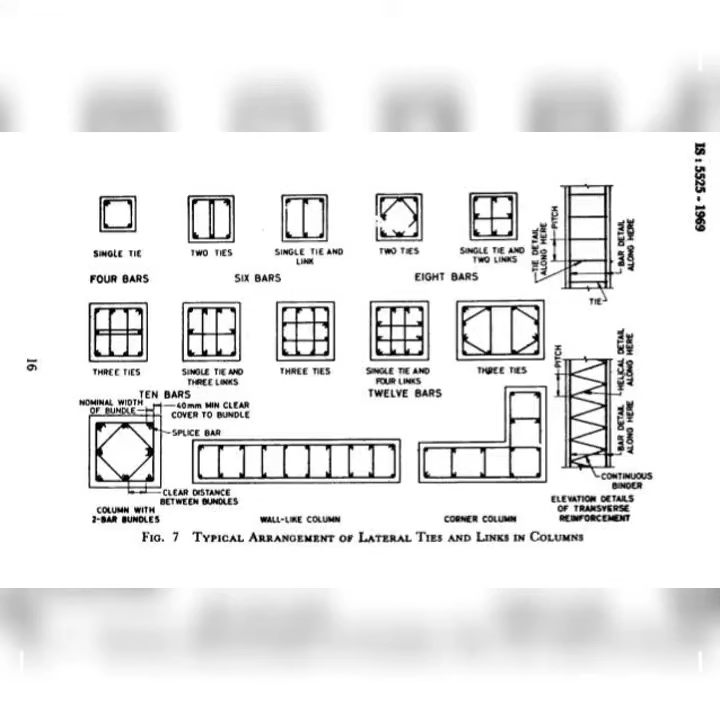 IS : 5525 - 1969
SINGLE TIE
TWO TIES
SINGLE TIE AND
LINK
TWO TIES
SINGLE TIE AND
TWO LINKS
FOUR BARS
SIX BARS
EIGHT BARS
TIE DETAIL
ALONG HERE
PITCH
BAR DETAIL
ALONG HERE
TIE
THREE TIES
SINGLE TIE AND
THREE LINKS
THREE TIES
SINGLE TIE AND
FOUR LINKS
THREE TIES
TEN BARS
TWELVE BARS
PITCH
HELICAL DETAIL
ALONG HERE
BAR DETAIL
ALONG HERE
CONTINUOUS
BINDER
ELEVATION DETAILS
OF TRANSVERSE
REINFORCEMENT
NOMINAL WIDTH
OF BUNDLE
40mm MIN CLEAR
COVER TO BUNDLE
SPLICE BAR
CLEAR DISTANCE
BETWEEN BUNDLES
COLUMN WITH
2-BAR BUNDLES
WALL-LIKE COLUMN
CORNER COLUMN
FIG. 7 TYPICAL ARRANGEMENT OF LATERAL TIES AND LINKS IN COLUMNS
16